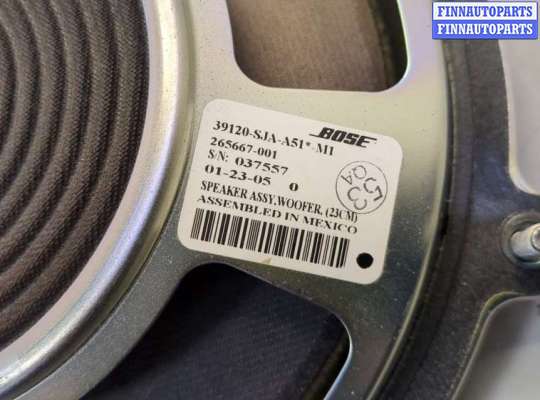 FINNAUTOPARTS
FINNAUTOPARTS
39120-SJA-A51*-M1 BOSE
265667-001
S/N: 037557
01-23-05 0
SPEAKER ASSY.WOOFER, (23CM)
ASSEMBLED IN MEXICO